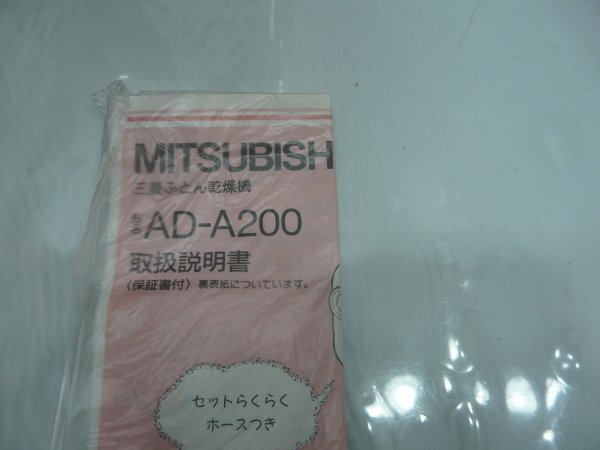 MITSUBISH
三菱ふとん乾燥機
形名 AD-A200
取扱説明書
〈保証書付〉裏表紙についています。
セットらくらく
ホースつき